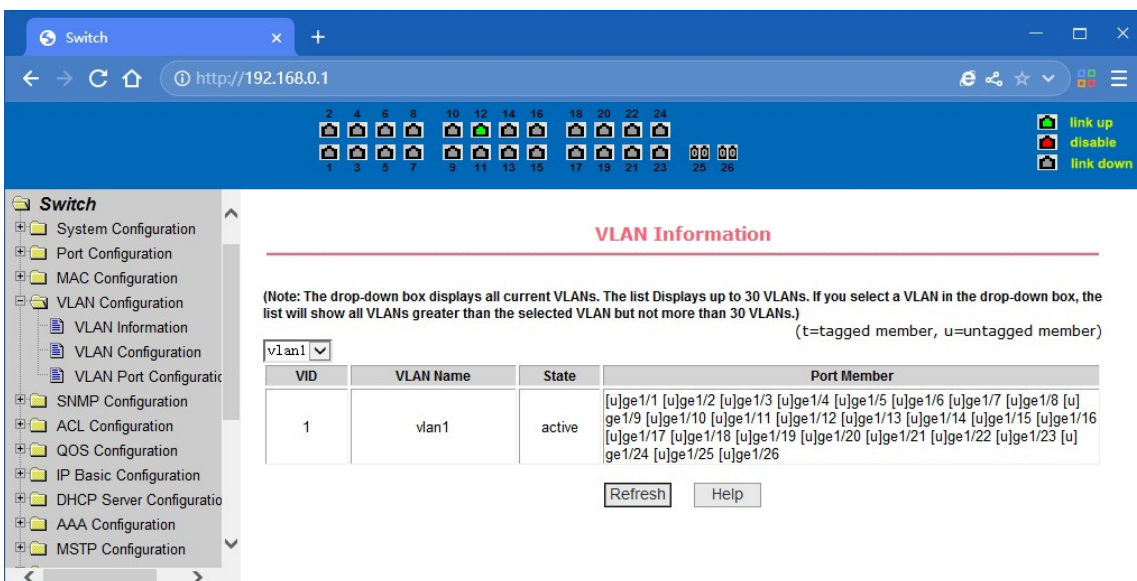 Switch
http://192.168.0.1
2 4 6 8 10 12 14 16 18 20 22 24
1 3 5 7 9 11 13 15 17 19 21 23 25 26
link up
disable
link down
Switch
System Configuration
Port Configuration
MAC Configuration
VLAN Configuration
VLAN Information
VLAN Configuration
VLAN Port Configuratio
SNMP Configuration
ACL Configuration
QOS Configuration
IP Basic Configuration
DHCP Server Configuratio
AAA Configuration
MSTP Configuration
VLAN Information
(Note: The drop-down box displays all current VLANs. The list Displays up to 30 VLANs. If you select a VLAN in the drop-down box, the
list will show all VLANs greater than the selected VLAN but not more than 30 VLANs.)
(t=tagged member, u=untagged member)
vlan1
VID VLAN Name State Port Member
1 vlan1 active [u]ge1/1 [u]ge1/2 [u]ge1/3 [u]ge1/4 [u]ge1/5 [u]ge1/6 [u]ge1/7 [u]ge1/8 [u]
ge1/9 [u]ge1/10 [u]ge1/11 [u]ge1/12 [u]ge1/13 [u]ge1/14 [u]ge1/15 [u]ge1/16
[u]ge1/17 [u]ge1/18 [u]ge1/19 [u]ge1/20 [u]ge1/21 [u]ge1/22 [u]ge1/23 [u]
ge1/24 [u]ge1/25 [u]ge1/26
Refresh Help